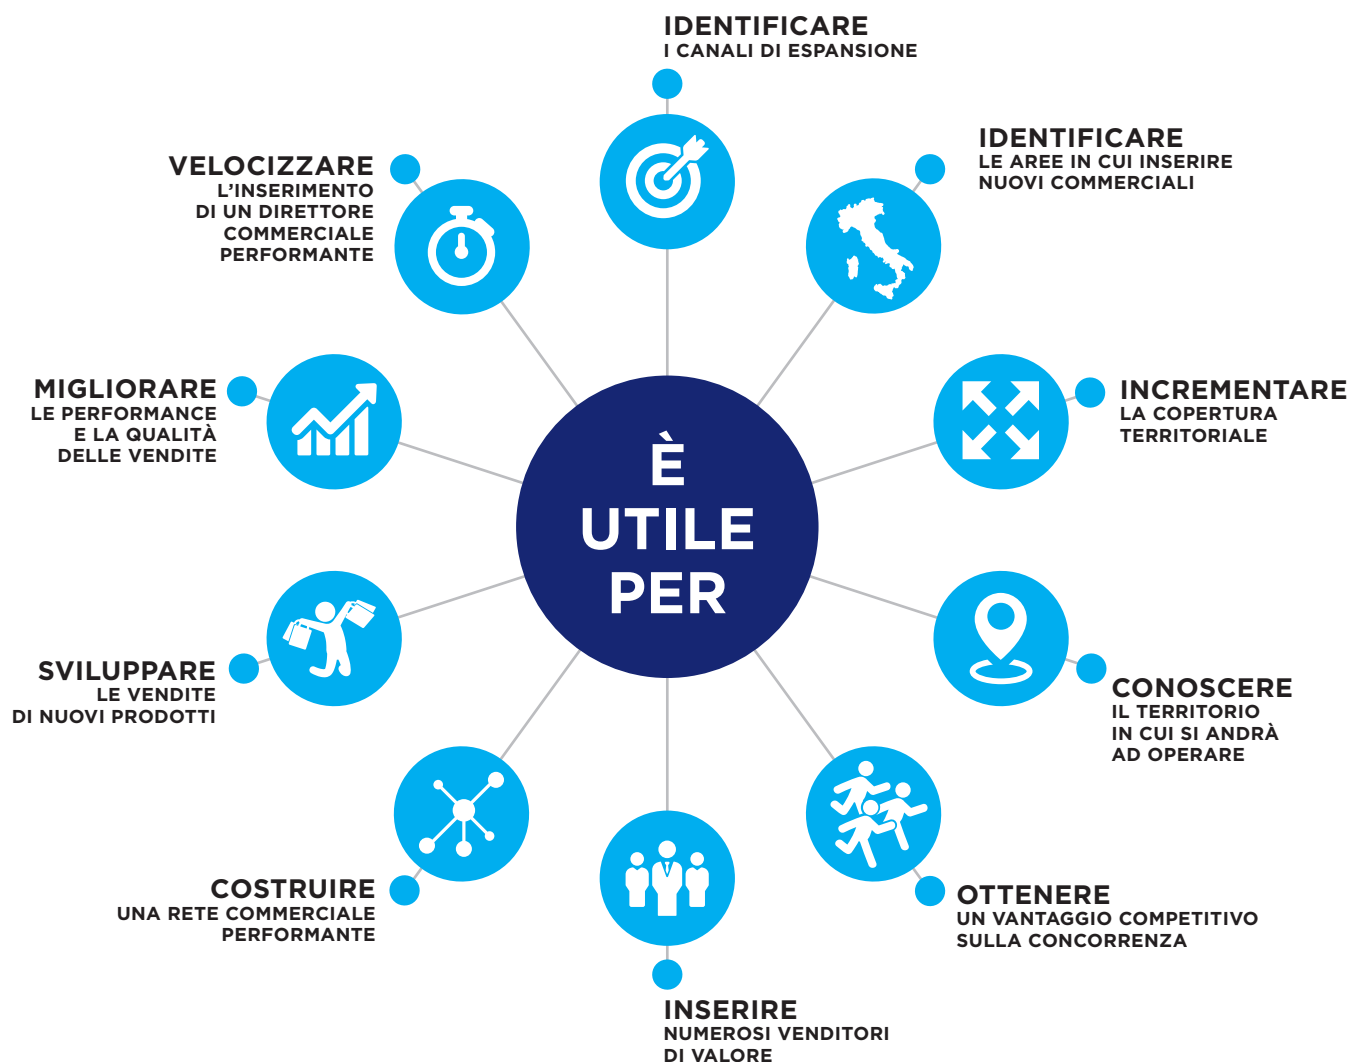 IDENTIFICARE
I CANALI DI ESPANSIONE
IDENTIFICARE
LE AREE IN CUI INSERIRE
NUOVI COMMERCIALI
INCREMENTARE
LA COPERTURA
TERRITORIALE
CONOSCERE
IL TERRITORIO
IN CUI SI ANDRÀ
AD OPERARE
OTTENERE
UN VANTAGGIO COMPETITIVO
SULLA CONCORRENZA
INSERIRE
NUMEROSI VENDITORI
DI VALORE
COSTRUIRE
UNA RETE COMMERCIALE
PERFORMANTE
SVILUPPARE
LE VENDITE
DI NUOVI PRODOTTI
MIGLIORARE
LE PERFORMANCE
E LA QUALITÀ
DELLE VENDITE
VELOCIZZARE
L’INSERIMENTO
DI UN DIRETTORE
COMMERCIALE
PERFORMANTE
È
UTILE
PER